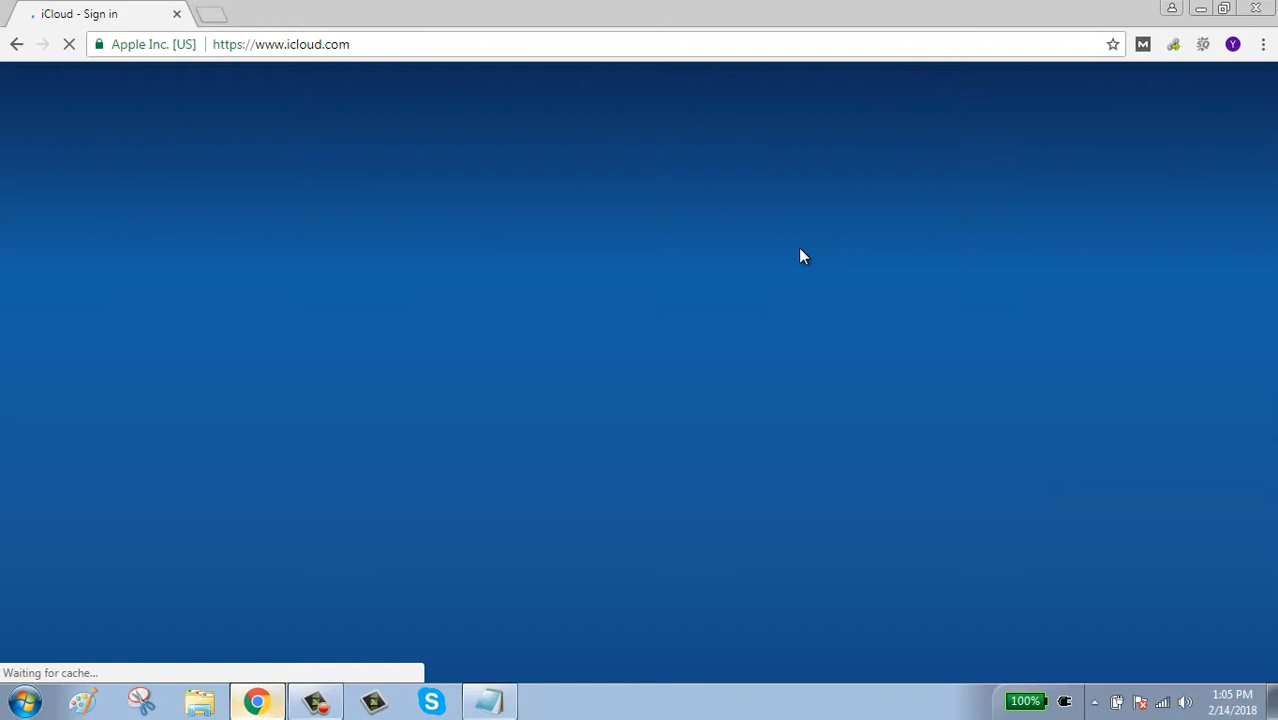 iCloud - Sign in
Apple Inc. [US]
https://www.icloud.com
M
Y
Waiting for cache...
S
100%
1:05 PM
2/14/2018